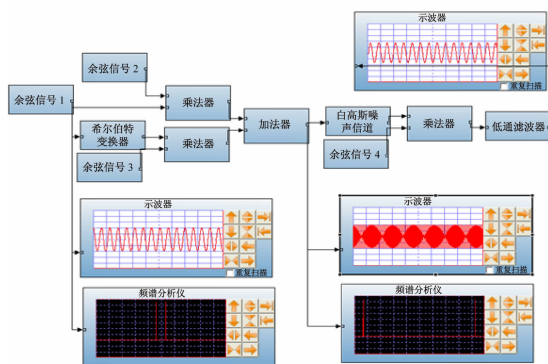 示波器
重复扫描
余弦信号 2
余弦信号 1
乘法器
希尔伯特
变换器
余弦信号 3
乘法器
加法器
白高斯噪
声信道
余弦信号 4
乘法器
低通滤波器
示波器
重复扫描
示波器
重复扫描
频谱分析仪
频谱分析仪